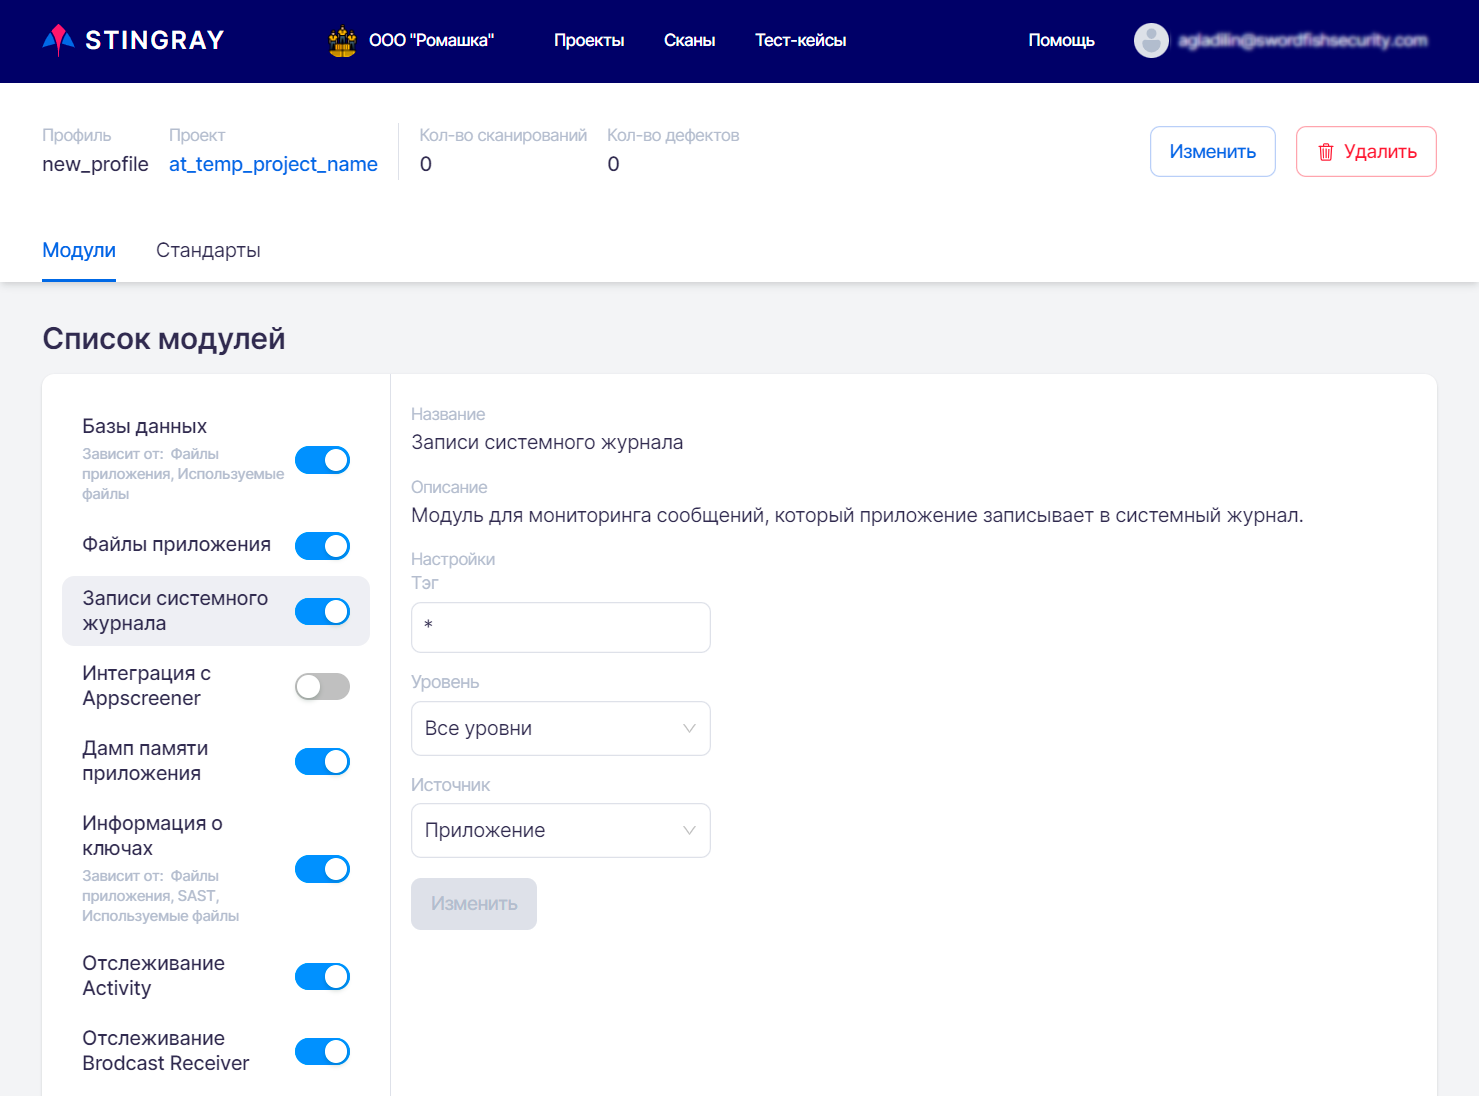 STINGRAY
ООО "Ромашка"
Проекты
Сканы
Тест-кейсы
Помощь
Профиль
new_profile
Проект
at_temp_project_name
Кол-во сканирований
0
Кол-во дефектов
0
Изменить
Удалить
Модули
Стандарты
Список модулей
Базы данных
Зависит от: Файлы
приложения, Используемые
файлы
Файлы приложения
Записи системного
журнала
Интеграция с
Appscreener
Дамп памяти
приложения
Информация о
ключах
Зависит от: Файлы
приложения, SAST,
Используемые файлы
Отслеживание
Activity
Отслеживание
Brodcast Receiver
Название
Записи системного журнала
Описание
Модуль для мониторинга сообщений, который приложение записывает в системный журнал.
Настройки
Тэг
*
Уровень
Все уровни
Источник
Приложение
Изменить